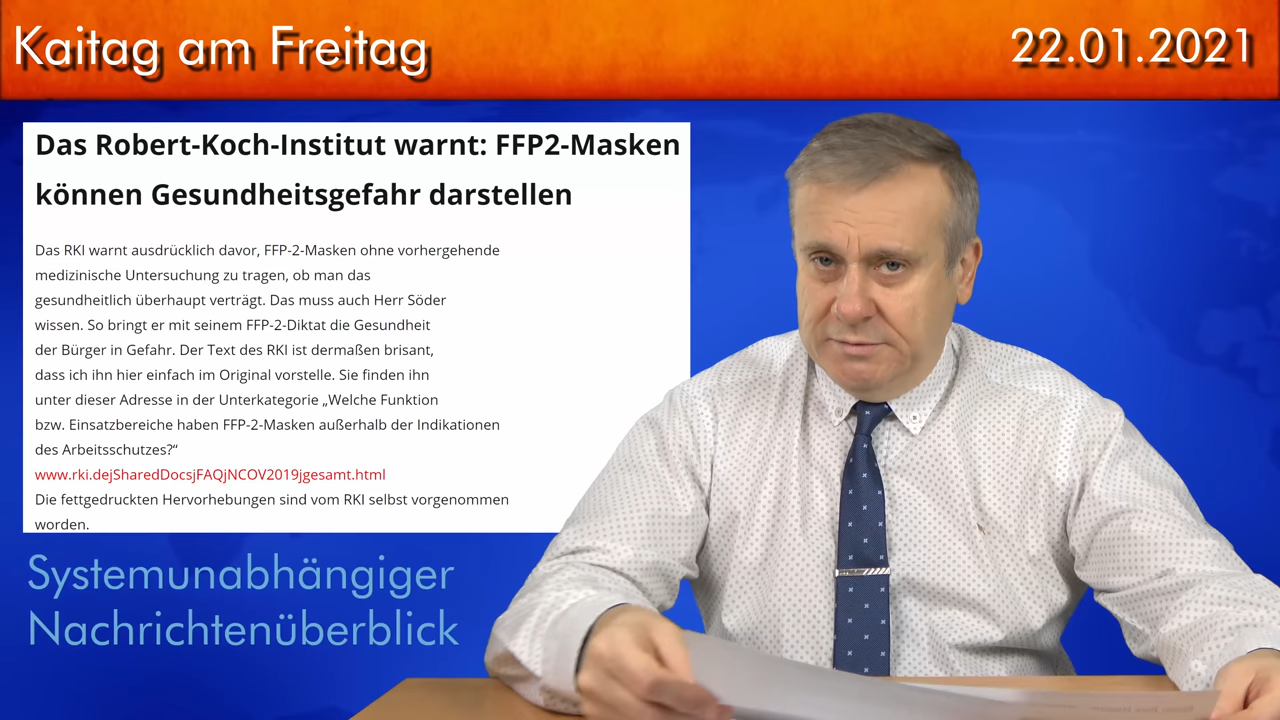 Kaitag am Freitag
22.01.2021
Das Robert-Koch-Institut warnt: FFP2-Masken
können Gesundheitsgefahr darstellen
Das RKI warnt ausdrücklich davor, FFP-2-Masken ohne vorhergehende
medizinische Untersuchung zu tragen, ob man das
gesundheitlich überhaupt verträgt. Das muss auch Herr Söder
wissen. So bringt er mit seinem FFP-2-Diktat die Gesundheit
der Bürger in Gefahr. Der Text des RKI ist dermaßen brisant,
dass ich ihn hier einfach im Original vorstelle. Sie finden ihn
unter dieser Adresse in der Unterkategorie „Welche Funktion
bzw. Einsatzbereiche haben FFP-2-Masken außerhalb der Indikationen
des Arbeitsschutzes?“
www.rki.dejSharedDocsjFAQjNCOV2019jgesamt.html
Die fettgedruckten Hervorhebungen sind vom RKI selbst vorgenommen
worden.
Systemunabhängiger
Nachrichtenüberblick